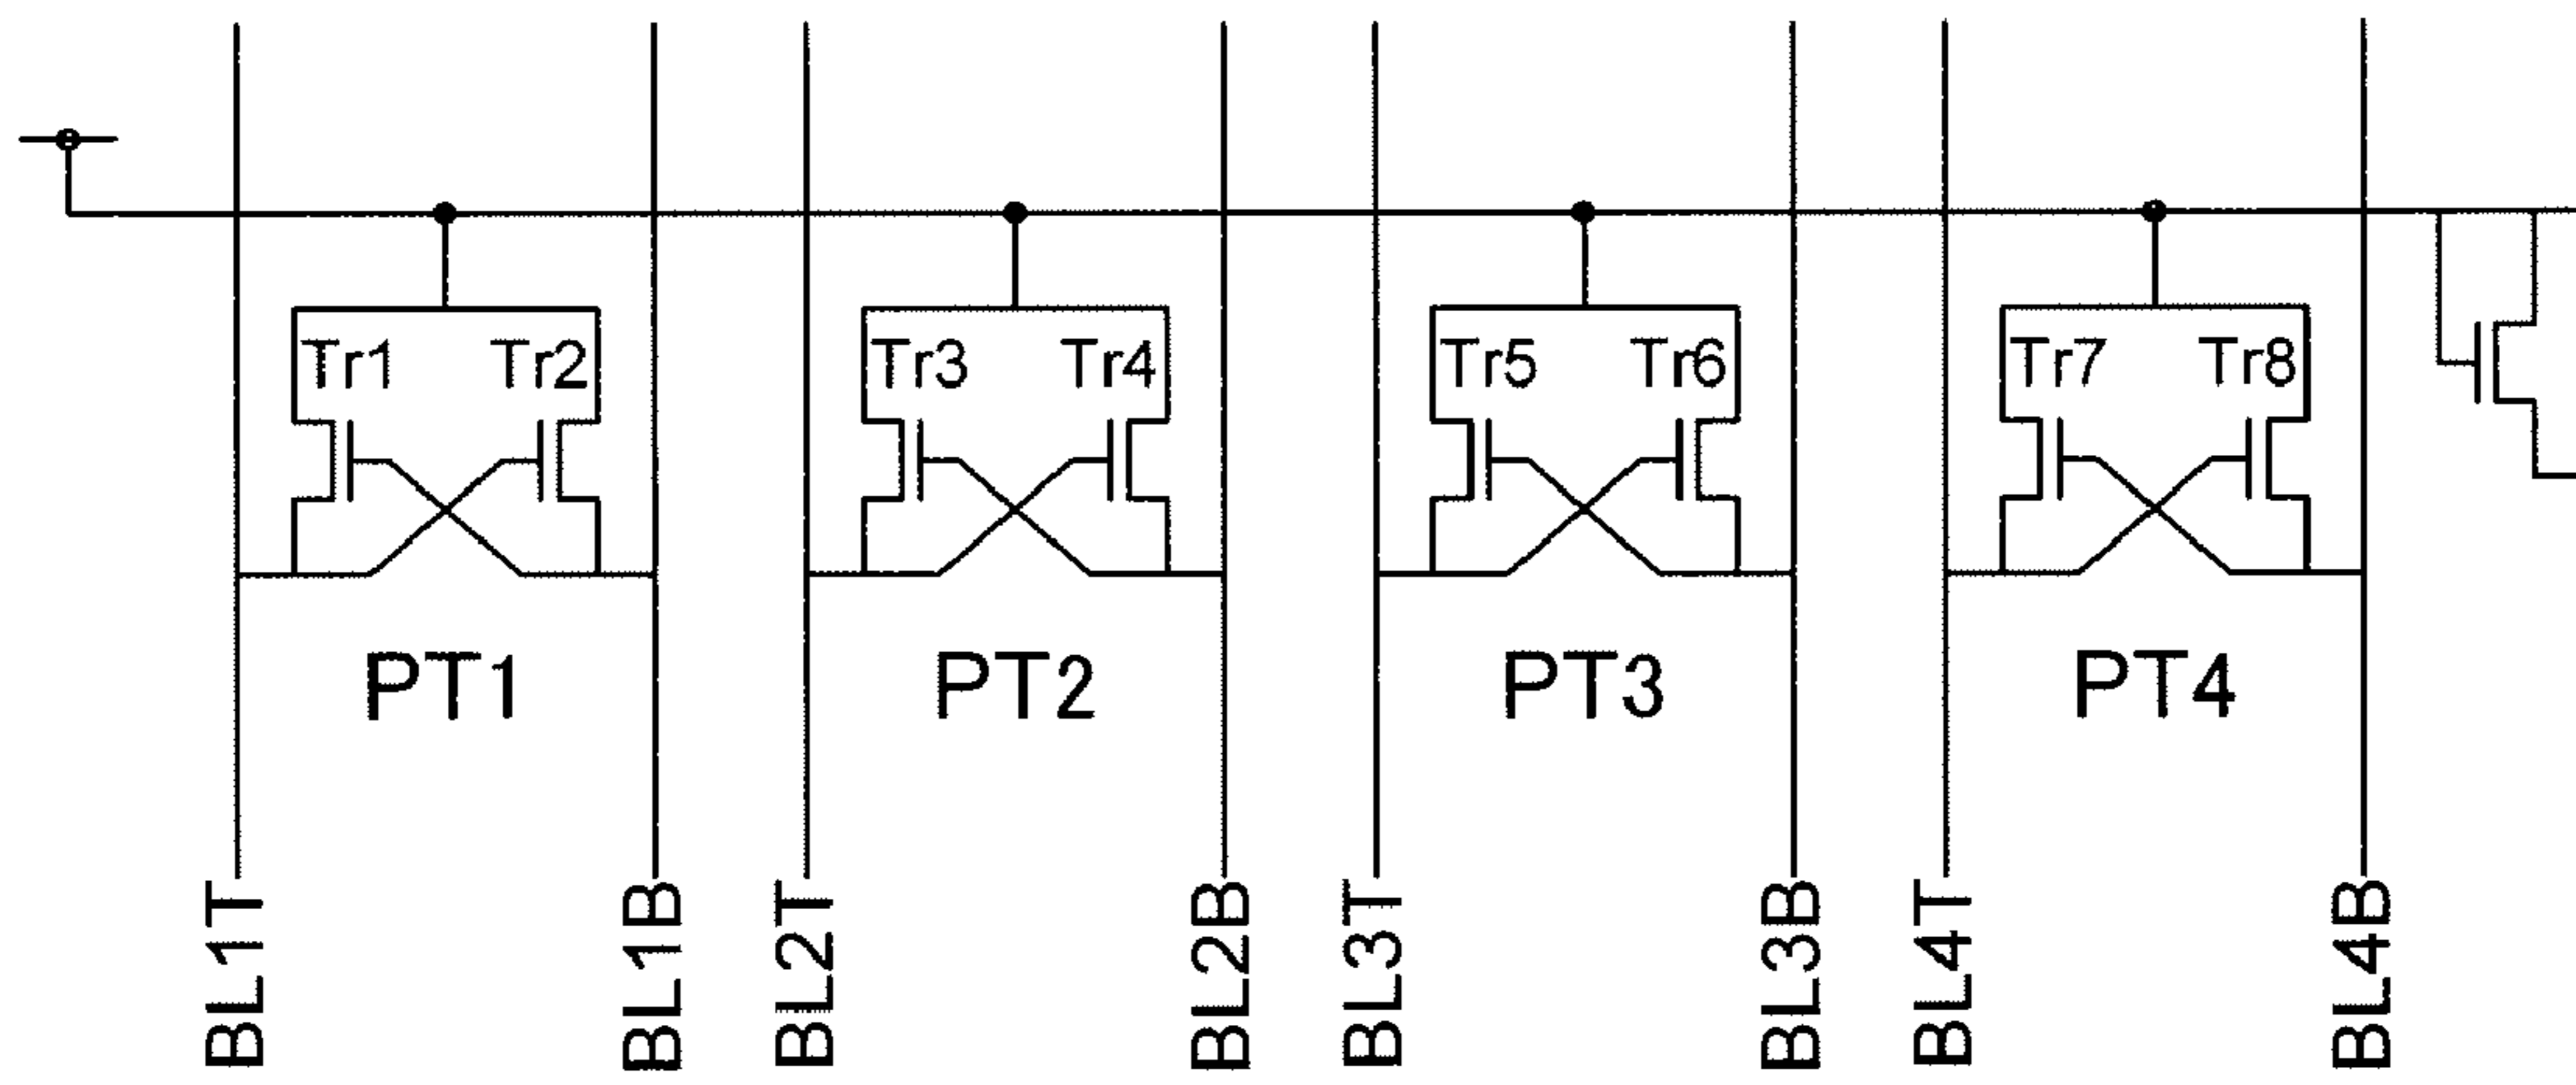 Tr1 Tr2 Tr3 Tr4 Tr5 Tr6 Tr7 Tr8
PT1 PT2 PT3 PT4
BL1T BL1B BL2T BL2B BL3T BL3B BL4T BL4B